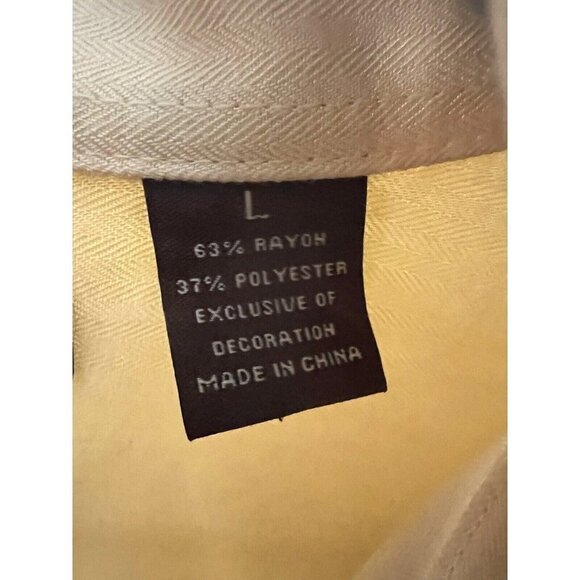 L
63% RAYON
37% POLYESTER
EXCLUSIVE OF
DECORATION
MADE IN CHINA